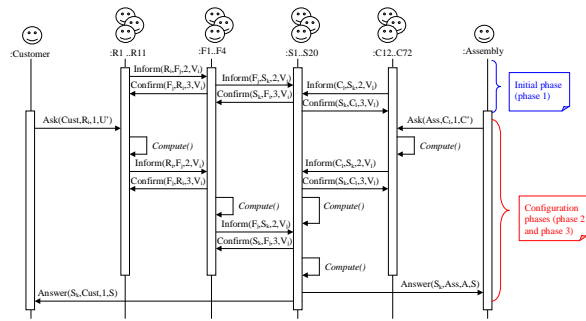 :Customer :R1 ..R11 :F1..F4 :S1..S20 :C12..C72 :Assembly
Inform(Ri,Fj,2,Vi)
Inform(Fj,Sk,2,Vi) Inform(Cl,Sk,2,Vi)
Confirm(Fj,Ri,3,Vi)
Confirm(Sk,Fj,3,Vi) Confirm(Sk,Cl,3,Vl)
Initial phase
(phase 1)
Ask(Cust,Ri,1,U') Ask(Ass,Cl,1,C')
Compute() Compute()
Inform(Ri,Fj,2,Vi) Inform(Cl,Sk,2,Vi)
Confirm(Fj,Ri,3,Vi) Confirm(Sk,Cl,3,Vl)
Compute() Compute()
Configuration
phases (phase 2
and phase 3)
Inform(Fj,Sk,2,Vi)
Confirm(Sk,Fj,3,Vi)
Compute()
Answer(Sk,Cust,1,S) Answer(Sk,Ass,A,S)